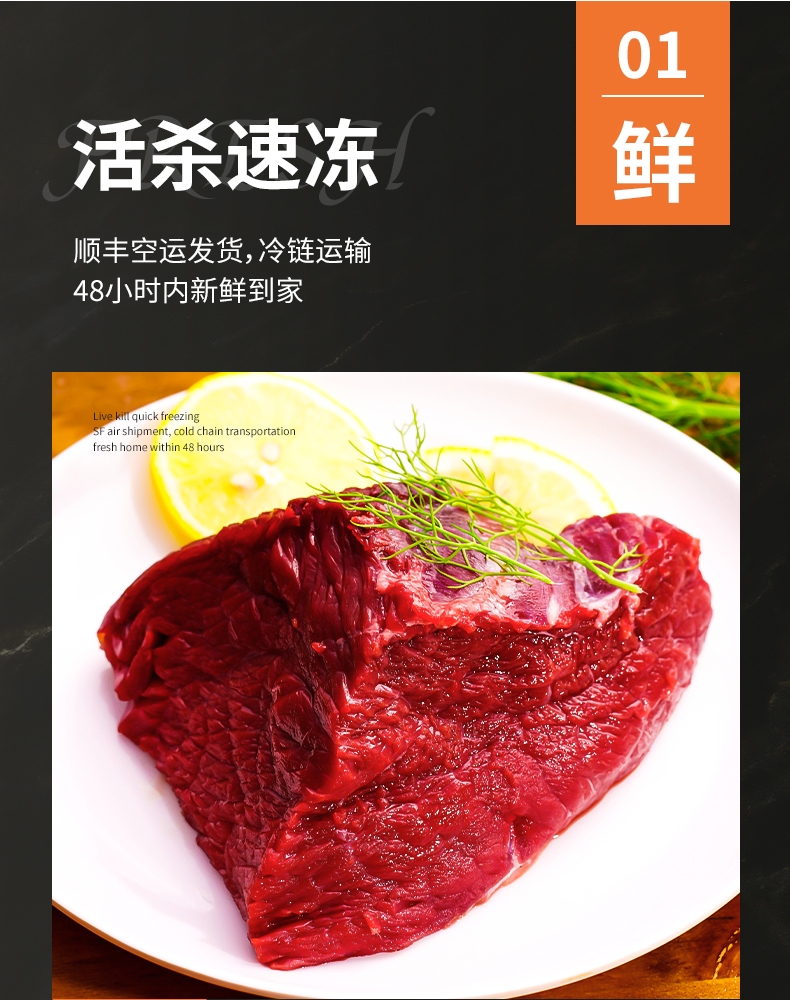 01
鲜
FRESH
活杀速冻
顺丰空运发货,冷链运输
48小时内新鲜到家
Live kill quick freezing
SF air shipment, cold chain transportation
fresh home within 48 hours